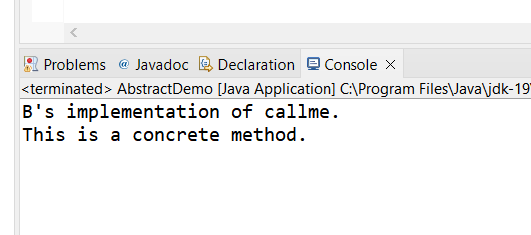 Problems @ Javadoc Declaration Console
<terminated> AbstractDemo [Java Application] C:\Program Files\Java\jdk-19\
B's implementation of callme.
This is a concrete method.